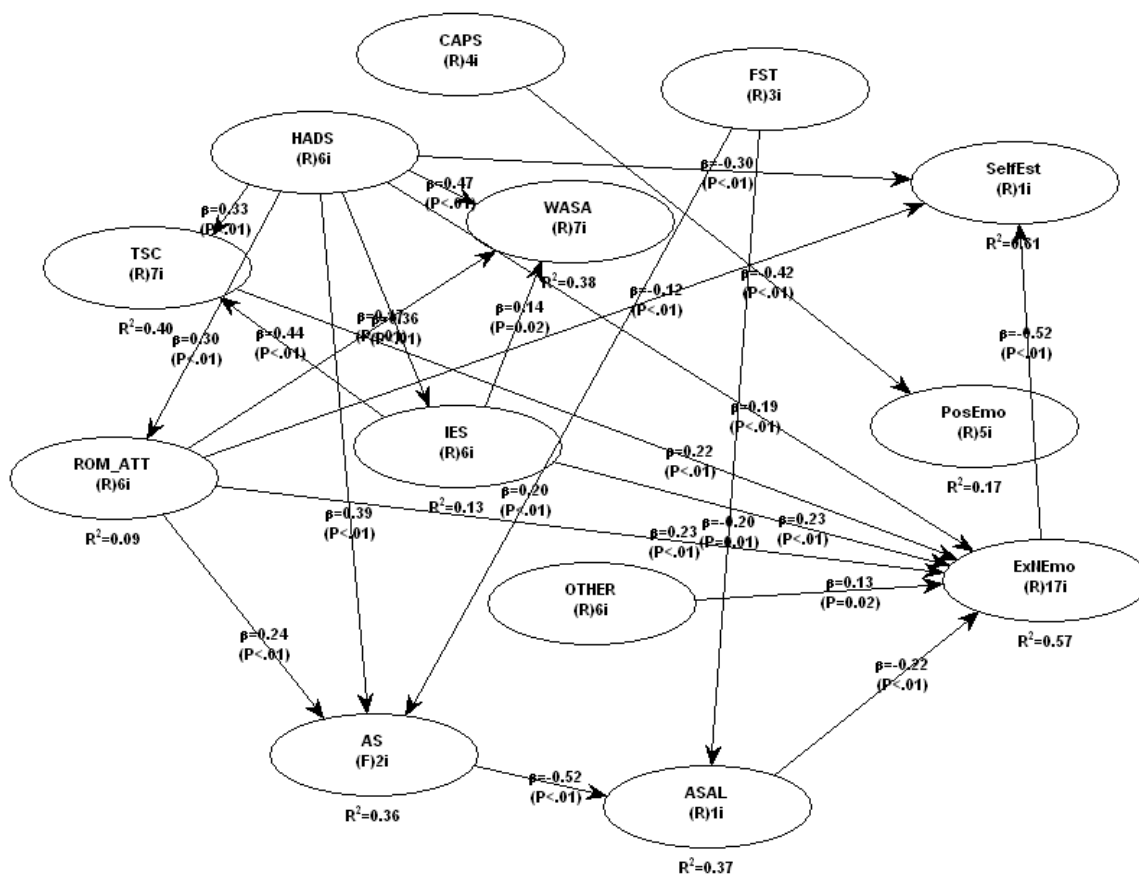 CAPS
(R)4i
FST
(R)3i
HADS
(R)6i
β=-0.30
(P<.01)
SelfEst
(R)1i
R²=0.61
β=0.47
(P<.01)
WASA
(R)7i
R²=0.38
β=0.33
(P<.01)
TSC
(R)7i
R²=0.40
β=-0.42
(P<.01)
β=-0.12
(P<.01)
β=0.14
(P=0.02)
β=0.36
(P<.01)
β=0.44
(P<.01)
β=0.30
(P<.01)
β=-0.52
(P<.01)
PosEmo
(R)5i
R²=0.17
β=0.19
(P<.01)
IES
(R)6i
R²=0.13
β=0.22
(P<.01)
ROM_ATT
(R)6i
R²=0.09
β=0.20
(P<.01)
β=0.39
(P<.01)
β=0.23
(P<.01)
β=-0.20
(P=0.01)
β=0.23
(P<.01)
ExNEmo
(R)17i
R²=0.57
OTHER
(R)6i
β=0.13
(P=0.02)
β=0.24
(P<.01)
β=-0.22
(P<.01)
AS
(F)2i
R²=0.36
β=-0.52
(P<.01)
ASAL
(R)1i
R²=0.37